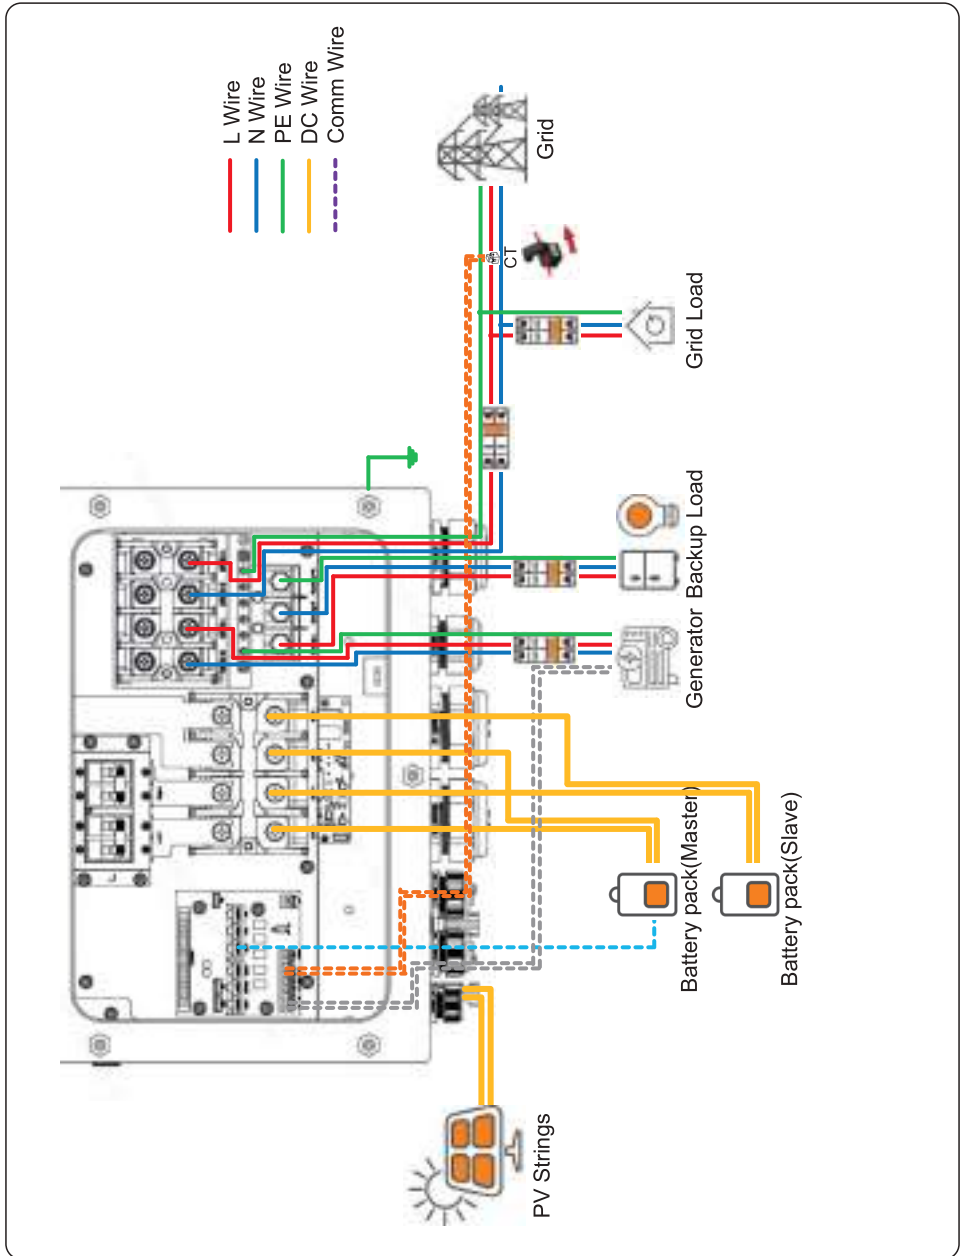 L Wire
N Wire
PE Wire
DC Wire
Comm Wire
Grid
CT
Grid Load
Backup Load
Generator
Battery pack(Master)
Battery pack(Slave)
PV Strings